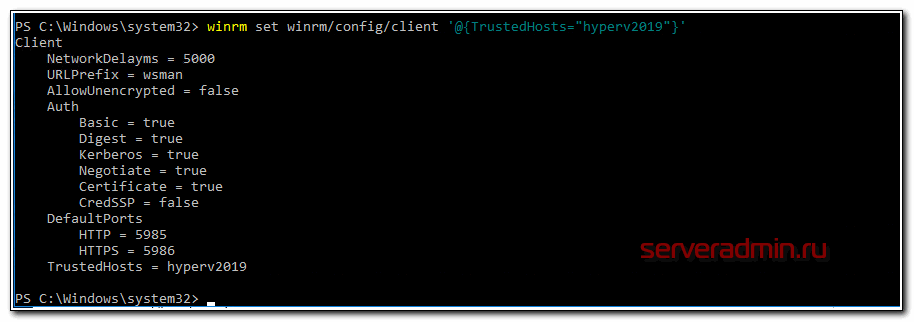 PS C:\Windows\system32> winrm set winrm/config/client '@{TrustedHosts="hyperv2019"}'
Client
    NetworkDelayms = 5000
    URLPrefix = wsman
    AllowUnencrypted = false
    Auth
        Basic = true
        Digest = true
        Kerberos = true
        Negotiate = true
        Certificate = true
        CredSSP = false
    DefaultPorts
        HTTP = 5985
        HTTPS = 5986
    TrustedHosts = hyperv2019
serveradmin.ru
PS C:\Windows\system32>